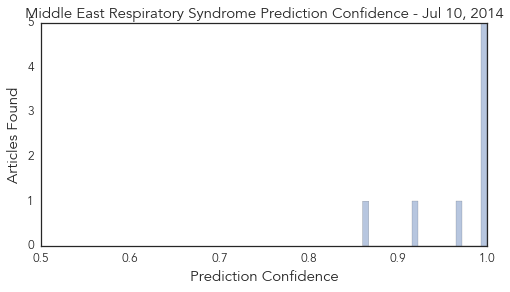 Middle East Respiratory Syndrome Prediction Confidence - Jul 10, 2014
5
4
3
2
1
0
Articles Found
0.5 0.6 0.7 0.8 0.9 1.0
Prediction Confidence